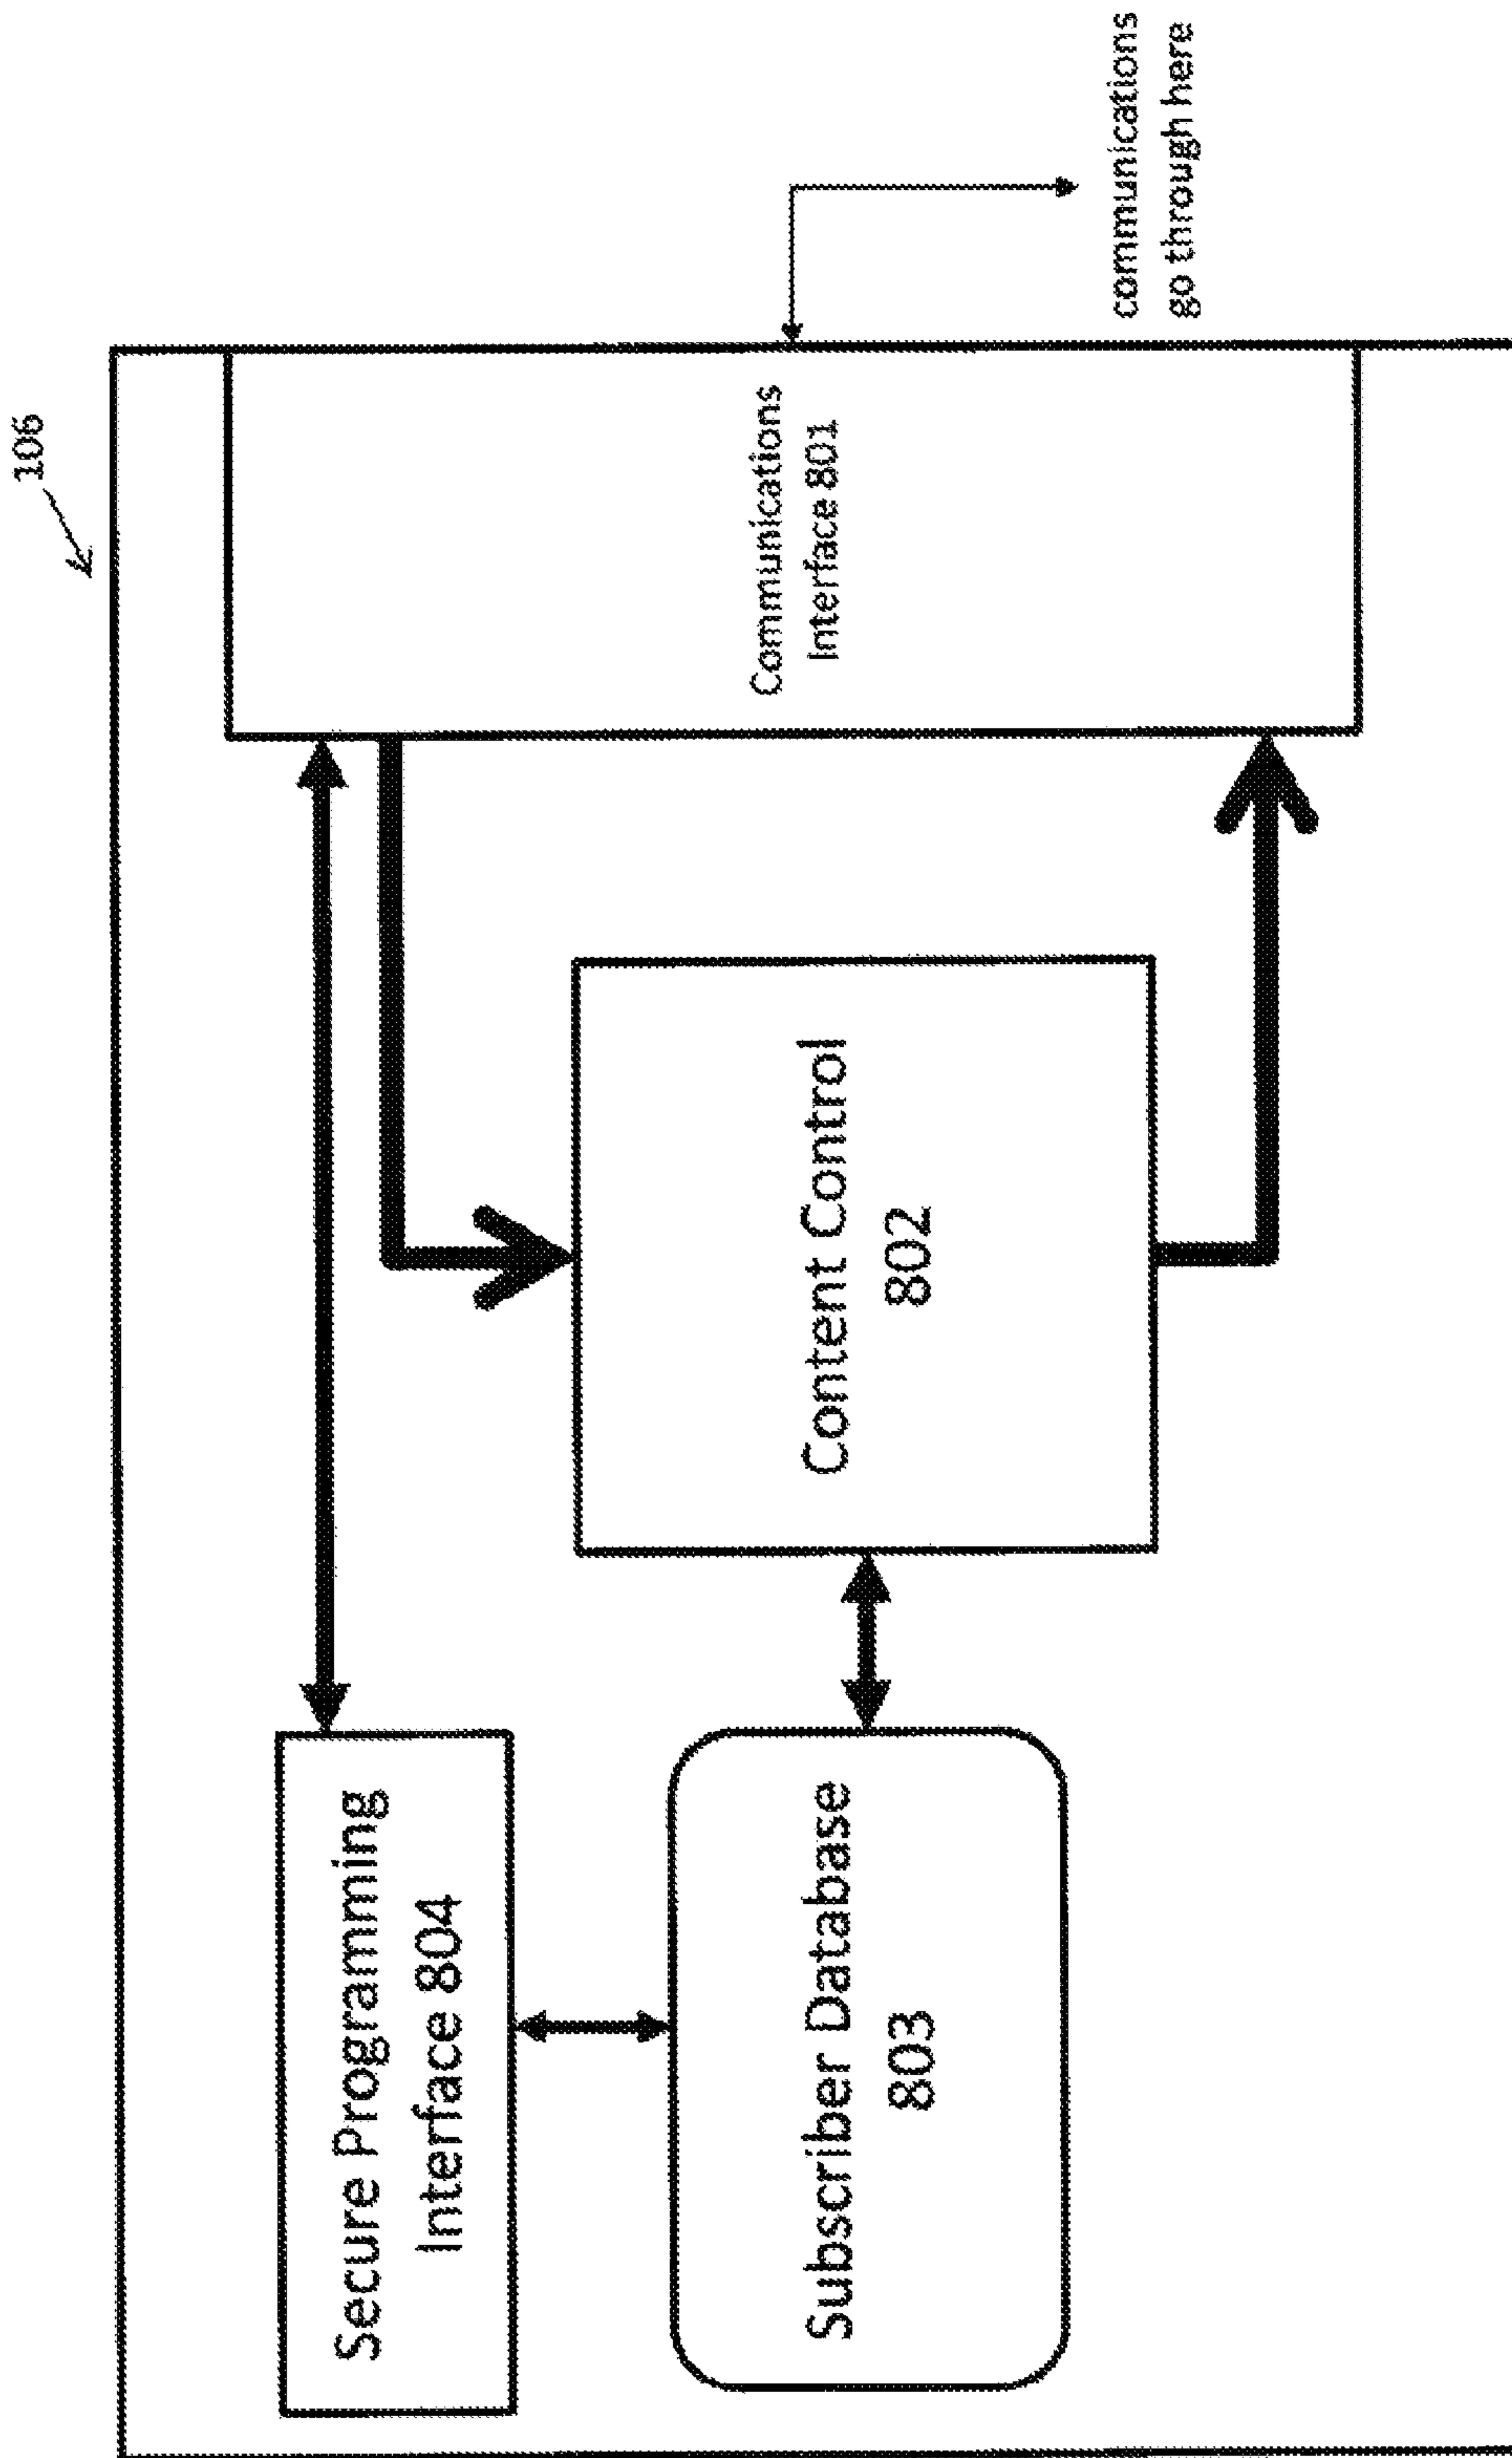 106
Secure Programming
Interface 804
Communications
Interface 801
communications
go through here
Content Control
802
Subscriber Database
803